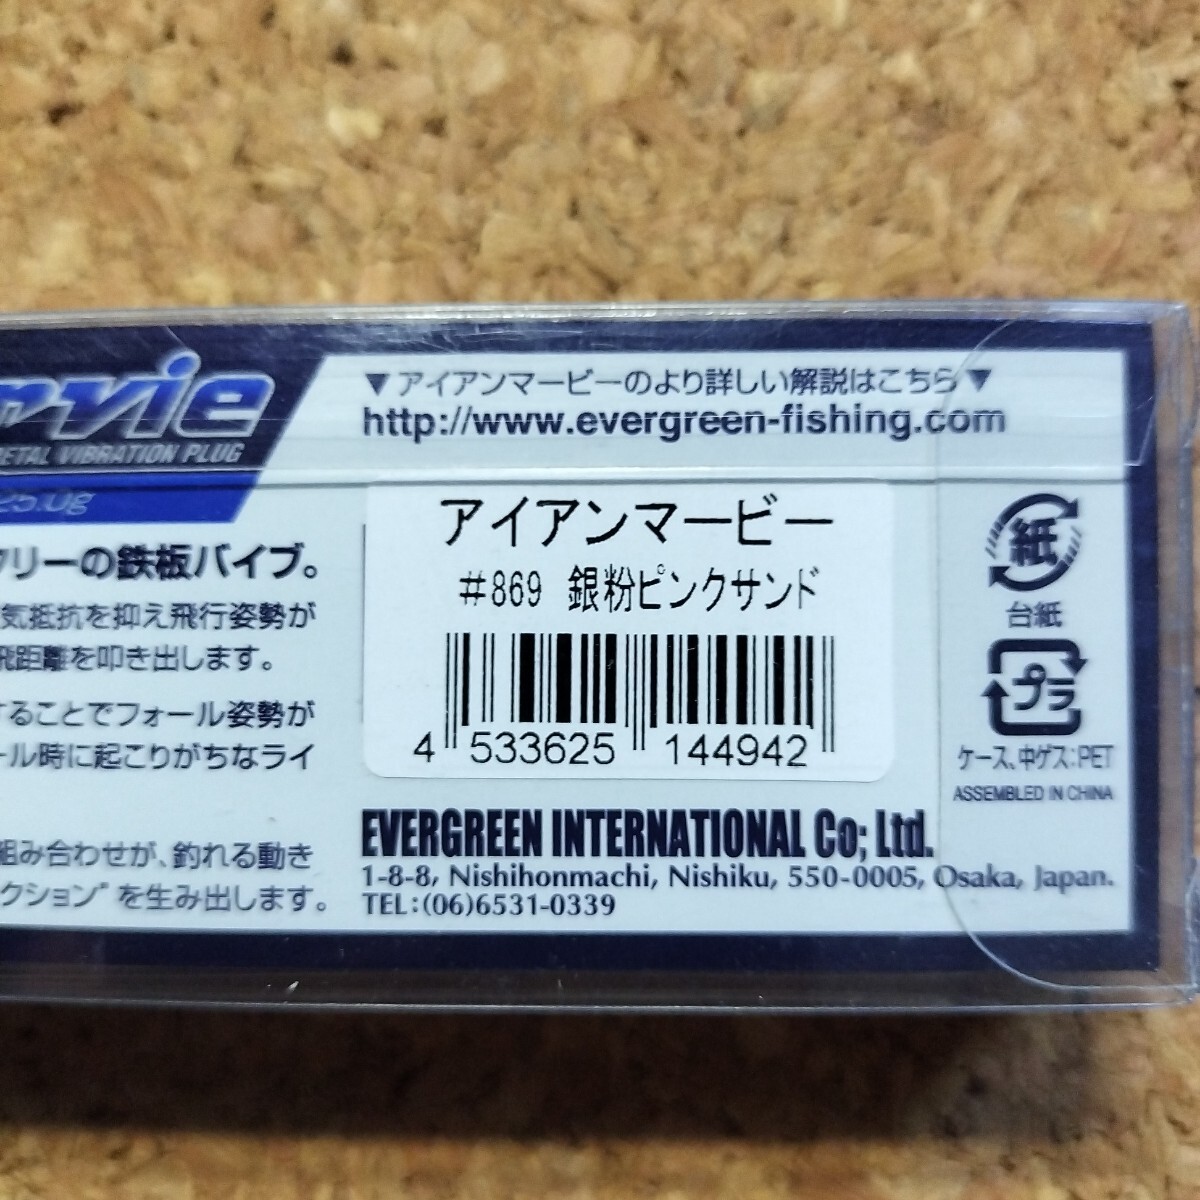 rvie
METAL VIBRATION PLUG
25.0g
クリーの鉄板バイブ。
気抵抗を抑え飛行姿勢が
飛距離を叩き出します。
することでフォール姿勢が
ール時に起こりがちなライ
組み合わせが、釣れる動き
クション"を生み出します。
▼アイアンマービーのより詳しい解説はこちら▼
http://www.evergreen-fishing.com
アイアンマービー
#869 銀粉ピンクサンド
4 533625 144942
EVERGREEN INTERNATIONAL Co; Ltd.
1-8-8, Nishihonmachi, Nishiku, 550-0005, Osaka, Japan.
TEL:(06)6531-0339
紙
台紙
プラ
ケース、中ゲス:PET
ASSEMBLED IN CHINA